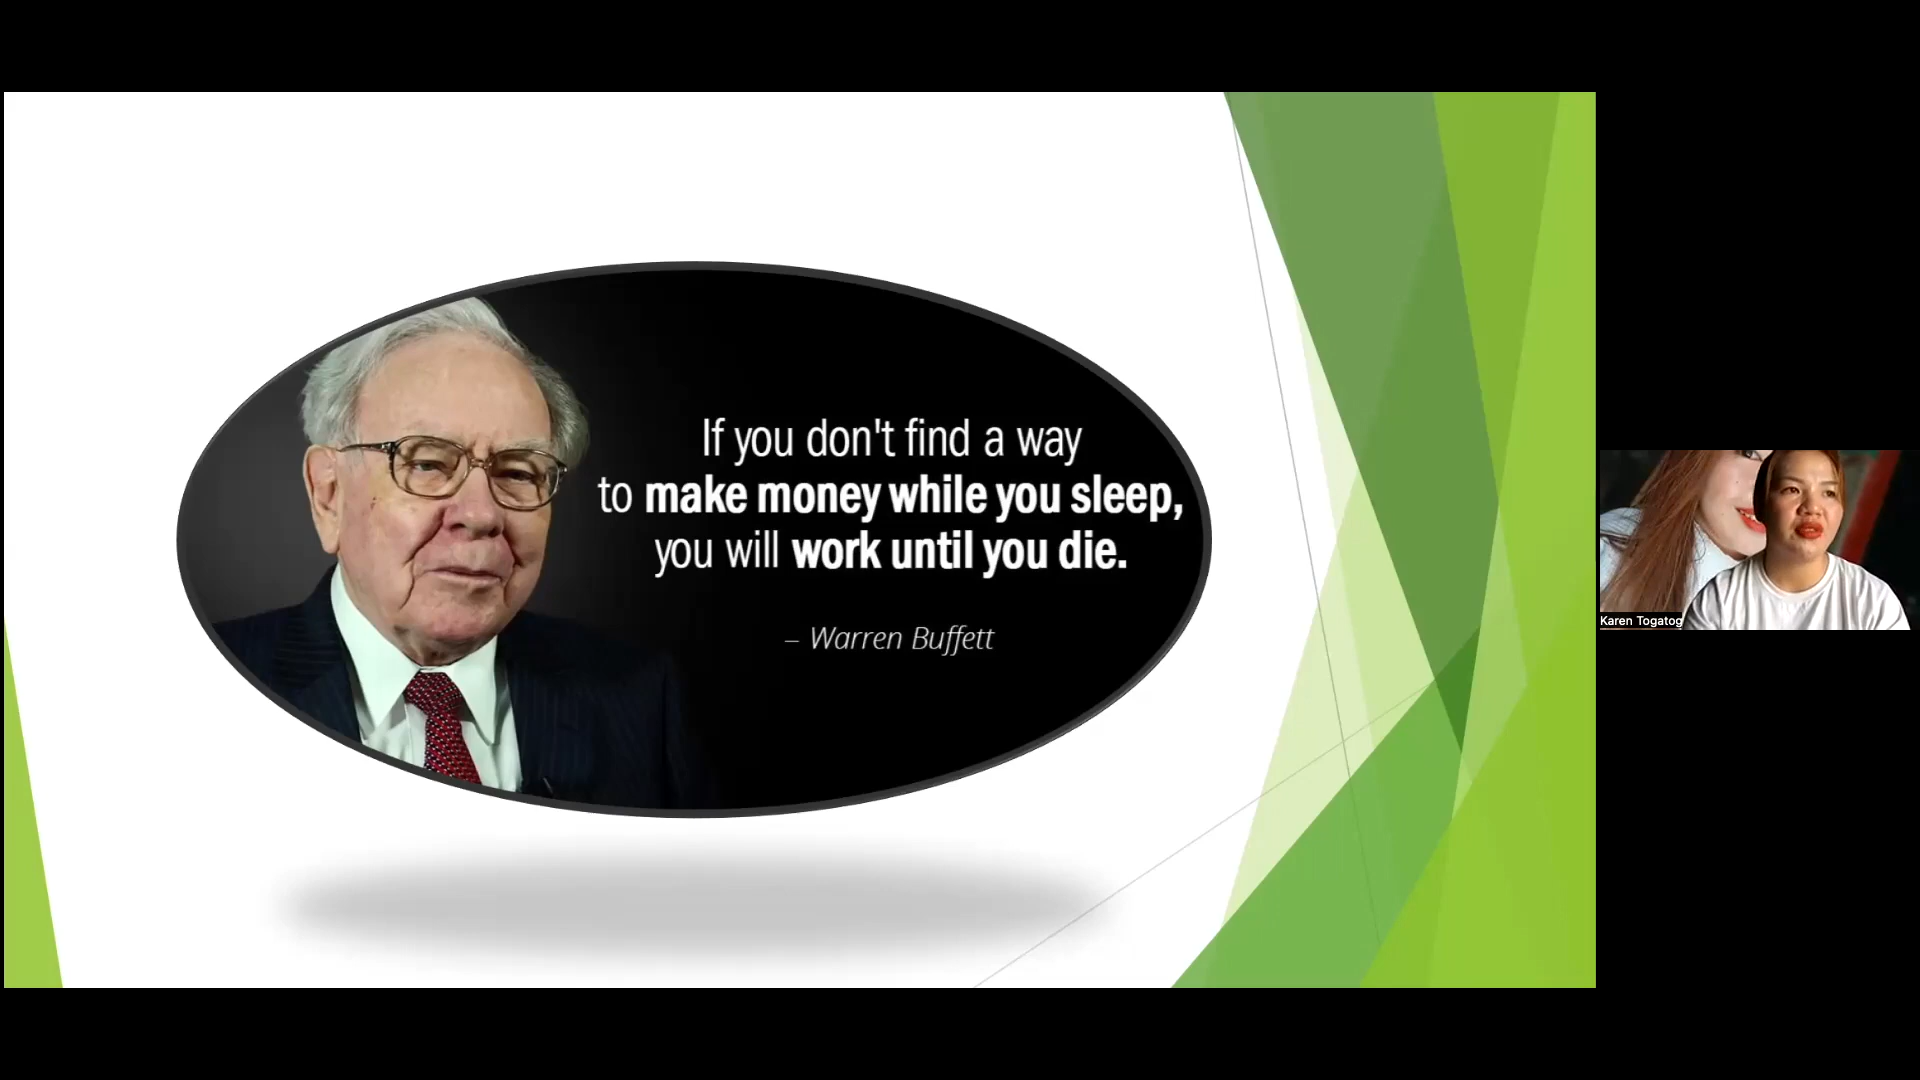 If you don't find a way
to make money while you sleep,
you will work until you die.
– Warren Buffett
Karen Togatog